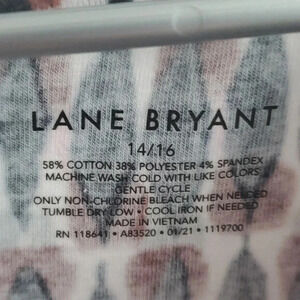 LANE BRYANT
14/16
58% COTTON 38% POLYESTER 4% SPANDEX
MACHINE WASH COLD WITH LIKE COLORS
GENTLE CYCLE
ONLY NON-CHLORINE BLEACH WHEN NEEDED
TUMBLE DRY LOW • COOL IRON IF NEEDED
MADE IN VIETNAM
RN 118641 • A83520 • 01/21 • 1119700